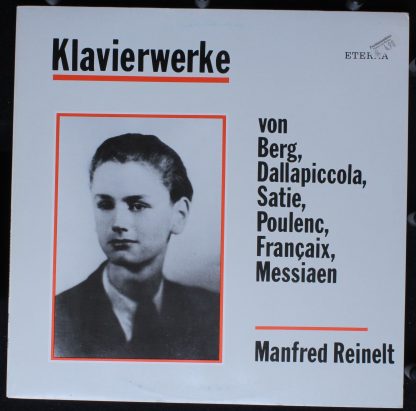 Klavierwerke
ETERNA
von
Berg,
Dallapiccola,
Satie,
Poulenc,
Françaix,
Messiaen
Manfred Reinelt